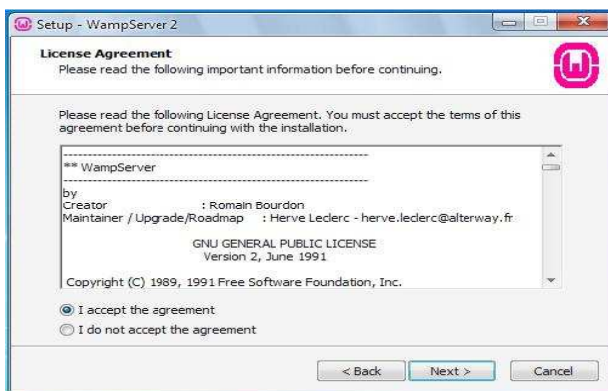 Setup - WampServer 2
License Agreement
Please read the following important information before continuing.
Please read the following License Agreement. You must accept the terms of this
agreement before continuing with the installation.
----------------------------------------------------------------
** WampServer
----------------------------------------------------------------
by
Creator : Romain Bourdon
Maintainer / Upgrade/Roadmap : Herve Leclerc - herve.leclerc@alterway.fr
GNU GENERAL PUBLIC LICENSE
Version 2, June 1991
Copyright (C) 1989, 1991 Free Software Foundation, Inc.
I accept the agreement
I do not accept the agreement
< Back Next > Cancel